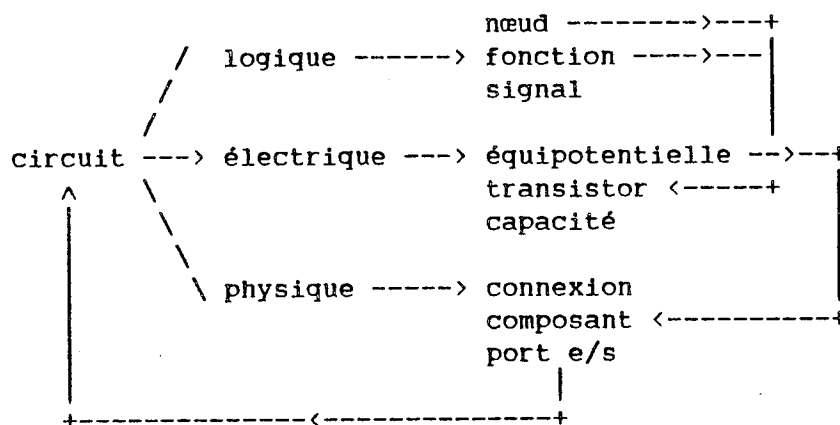 nœud
logique fonction
signal
circuit électrique équipotentielle
transistor
capacité
physique connexion
composant
port e/s